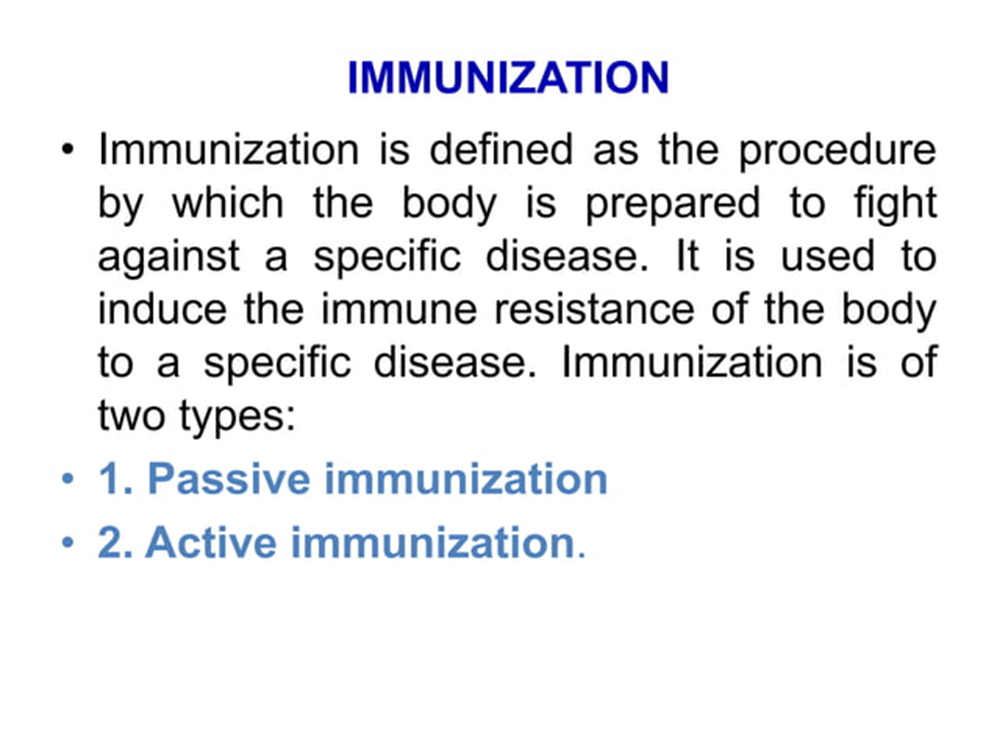 IMMUNIZATION
• Immunization is defined as the procedure
by which the body is prepared to fight
against a specific disease. It is used to
induce the immune resistance of the body
to a specific disease. Immunization is of
two types:
• 1. Passive immunization
• 2. Active immunization.